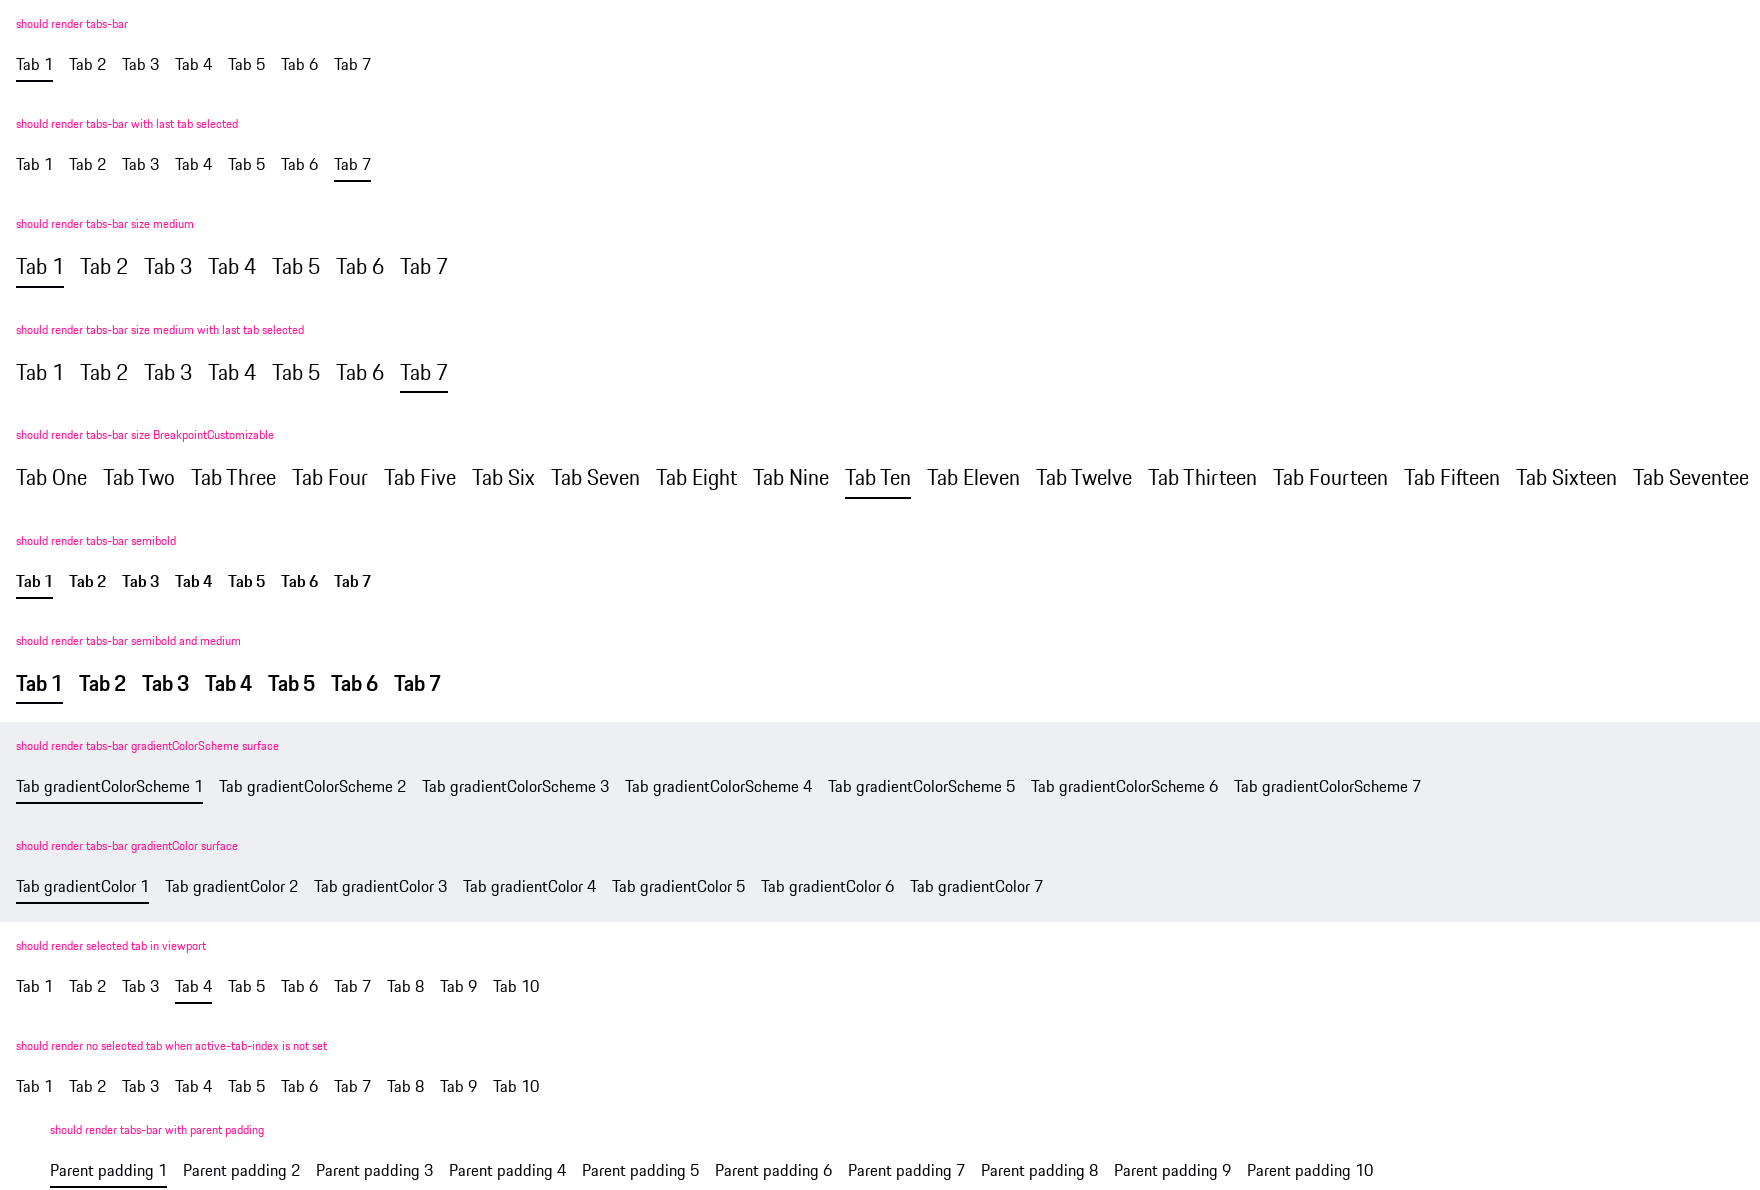 should render tabs-bar
Tab 1 Tab 2 Tab 3 Tab 4 Tab 5 Tab 6 Tab 7
should render tabs-bar with last tab selected
Tab 1 Tab 2 Tab 3 Tab 4 Tab 5 Tab 6 Tab 7
should render tabs-bar size medium
Tab 1 Tab 2 Tab 3 Tab 4 Tab 5 Tab 6 Tab 7
should render tabs-bar size medium with last tab selected
Tab 1 Tab 2 Tab 3 Tab 4 Tab 5 Tab 6 Tab 7
should render tabs-bar size BreakpointCustomizable
Tab One Tab Two Tab Three Tab Four Tab Five Tab Six Tab Seven Tab Eight Tab Nine Tab Ten Tab Eleven Tab Twelve Tab Thirteen Tab Fourteen Tab Fifteen Tab Sixteen Tab Seventee
should render tabs-bar semibold
Tab 1 Tab 2 Tab 3 Tab 4 Tab 5 Tab 6 Tab 7
should render tabs-bar semibold and medium
Tab 1 Tab 2 Tab 3 Tab 4 Tab 5 Tab 6 Tab 7
should render tabs-bar gradientColorScheme surface
Tab gradientColorScheme 1 Tab gradientColorScheme 2 Tab gradientColorScheme 3 Tab gradientColorScheme 4 Tab gradientColorScheme 5 Tab gradientColorScheme 6 Tab gradientColorScheme 7
should render tabs-bar gradientColor surface
Tab gradientColor 1 Tab gradientColor 2 Tab gradientColor 3 Tab gradientColor 4 Tab gradientColor 5 Tab gradientColor 6 Tab gradientColor 7
should render selected tab in viewport
Tab 1 Tab 2 Tab 3 Tab 4 Tab 5 Tab 6 Tab 7 Tab 8 Tab 9 Tab 10
should render no selected tab when active-tab-index is not set
Tab 1 Tab 2 Tab 3 Tab 4 Tab 5 Tab 6 Tab 7 Tab 8 Tab 9 Tab 10
should render tabs-bar with parent padding
Parent padding 1 Parent padding 2 Parent padding 3 Parent padding 4 Parent padding 5 Parent padding 6 Parent padding 7 Parent padding 8 Parent padding 9 Parent padding 10